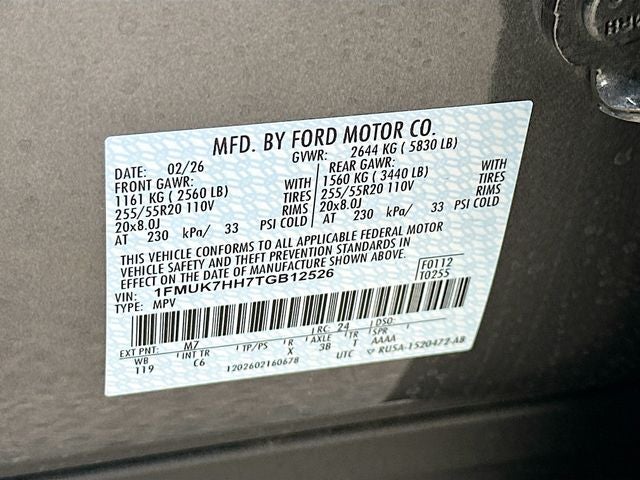 MFD. BY FORD MOTOR CO.
DATE: 02/26 GVWR: 2644 KG ( 5830 LB)
FRONT GAWR: WITH REAR GAWR: WITH
1161 KG ( 2560 LB) TIRES 1560 KG ( 3440 LB) TIRES
255/55R20 110V RIMS 255/55R20 110V RIMS
20x8.0J PSI COLD 20x8.0J PSI COLD
AT 230 kPa/ 33 AT 230 kPa/ 33
THIS VEHICLE CONFORMS TO ALL APPLICABLE FEDERAL MOTOR
VEHICLE SAFETY AND THEFT PREVENTION STANDARDS IN
EFFECT ON THE DATE OF MANUFACTURE SHOWN ABOVE.
F0112
T0255
VIN: 1FMUK7HH7TGB12526
TYPE: MPV
EXT PNT: M7 RC: 24 DSO:
WB INT TR TP/PS R AXLE TR SPR
119 C6 X 3B T AAAA
1202602160678 UTC RU5A-1520472-AB